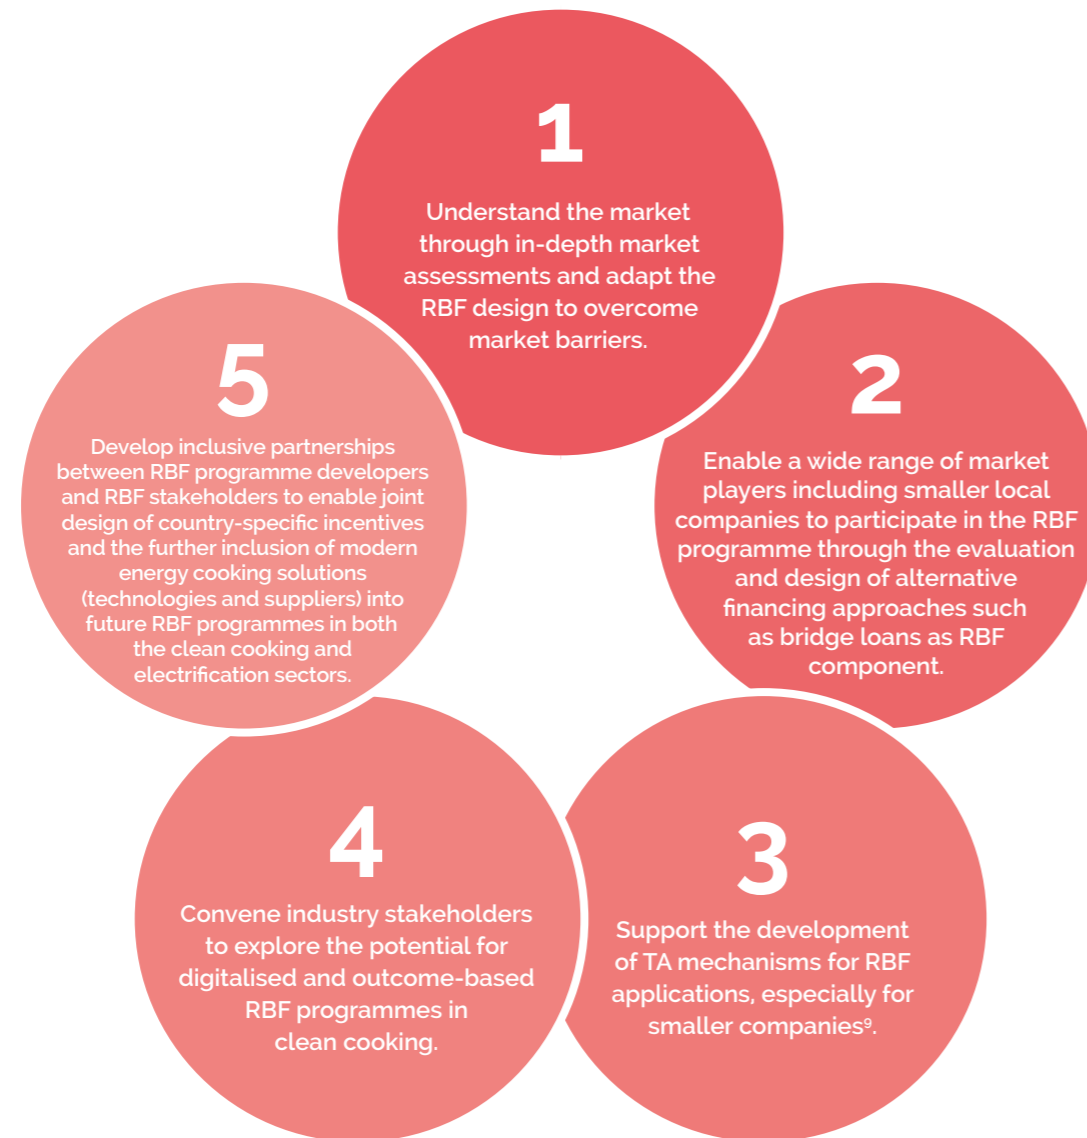 1
Understand the market
through in-depth market
assessments and adapt the
RBF design to overcome
market barriers.
2
Enable a wide range of market
players including smaller local
companies to participate in the RBF
programme through the evaluation
and design of alternative
financing approaches such
as bridge loans as RBF
component.
3
Support the development
of TA mechanisms for RBF
applications, especially for
smaller companies⁹.
4
Convene industry stakeholders
to explore the potential for
digitalised and outcome-based
RBF programmes in
clean cooking.
5
Develop inclusive partnerships
between RBF programme developers
and RBF stakeholders to enable joint
design of country-specific incentives
and the further inclusion of modern
energy cooking solutions
(technologies and suppliers) into
future RBF programmes in both
the clean cooking and
electrification sectors.